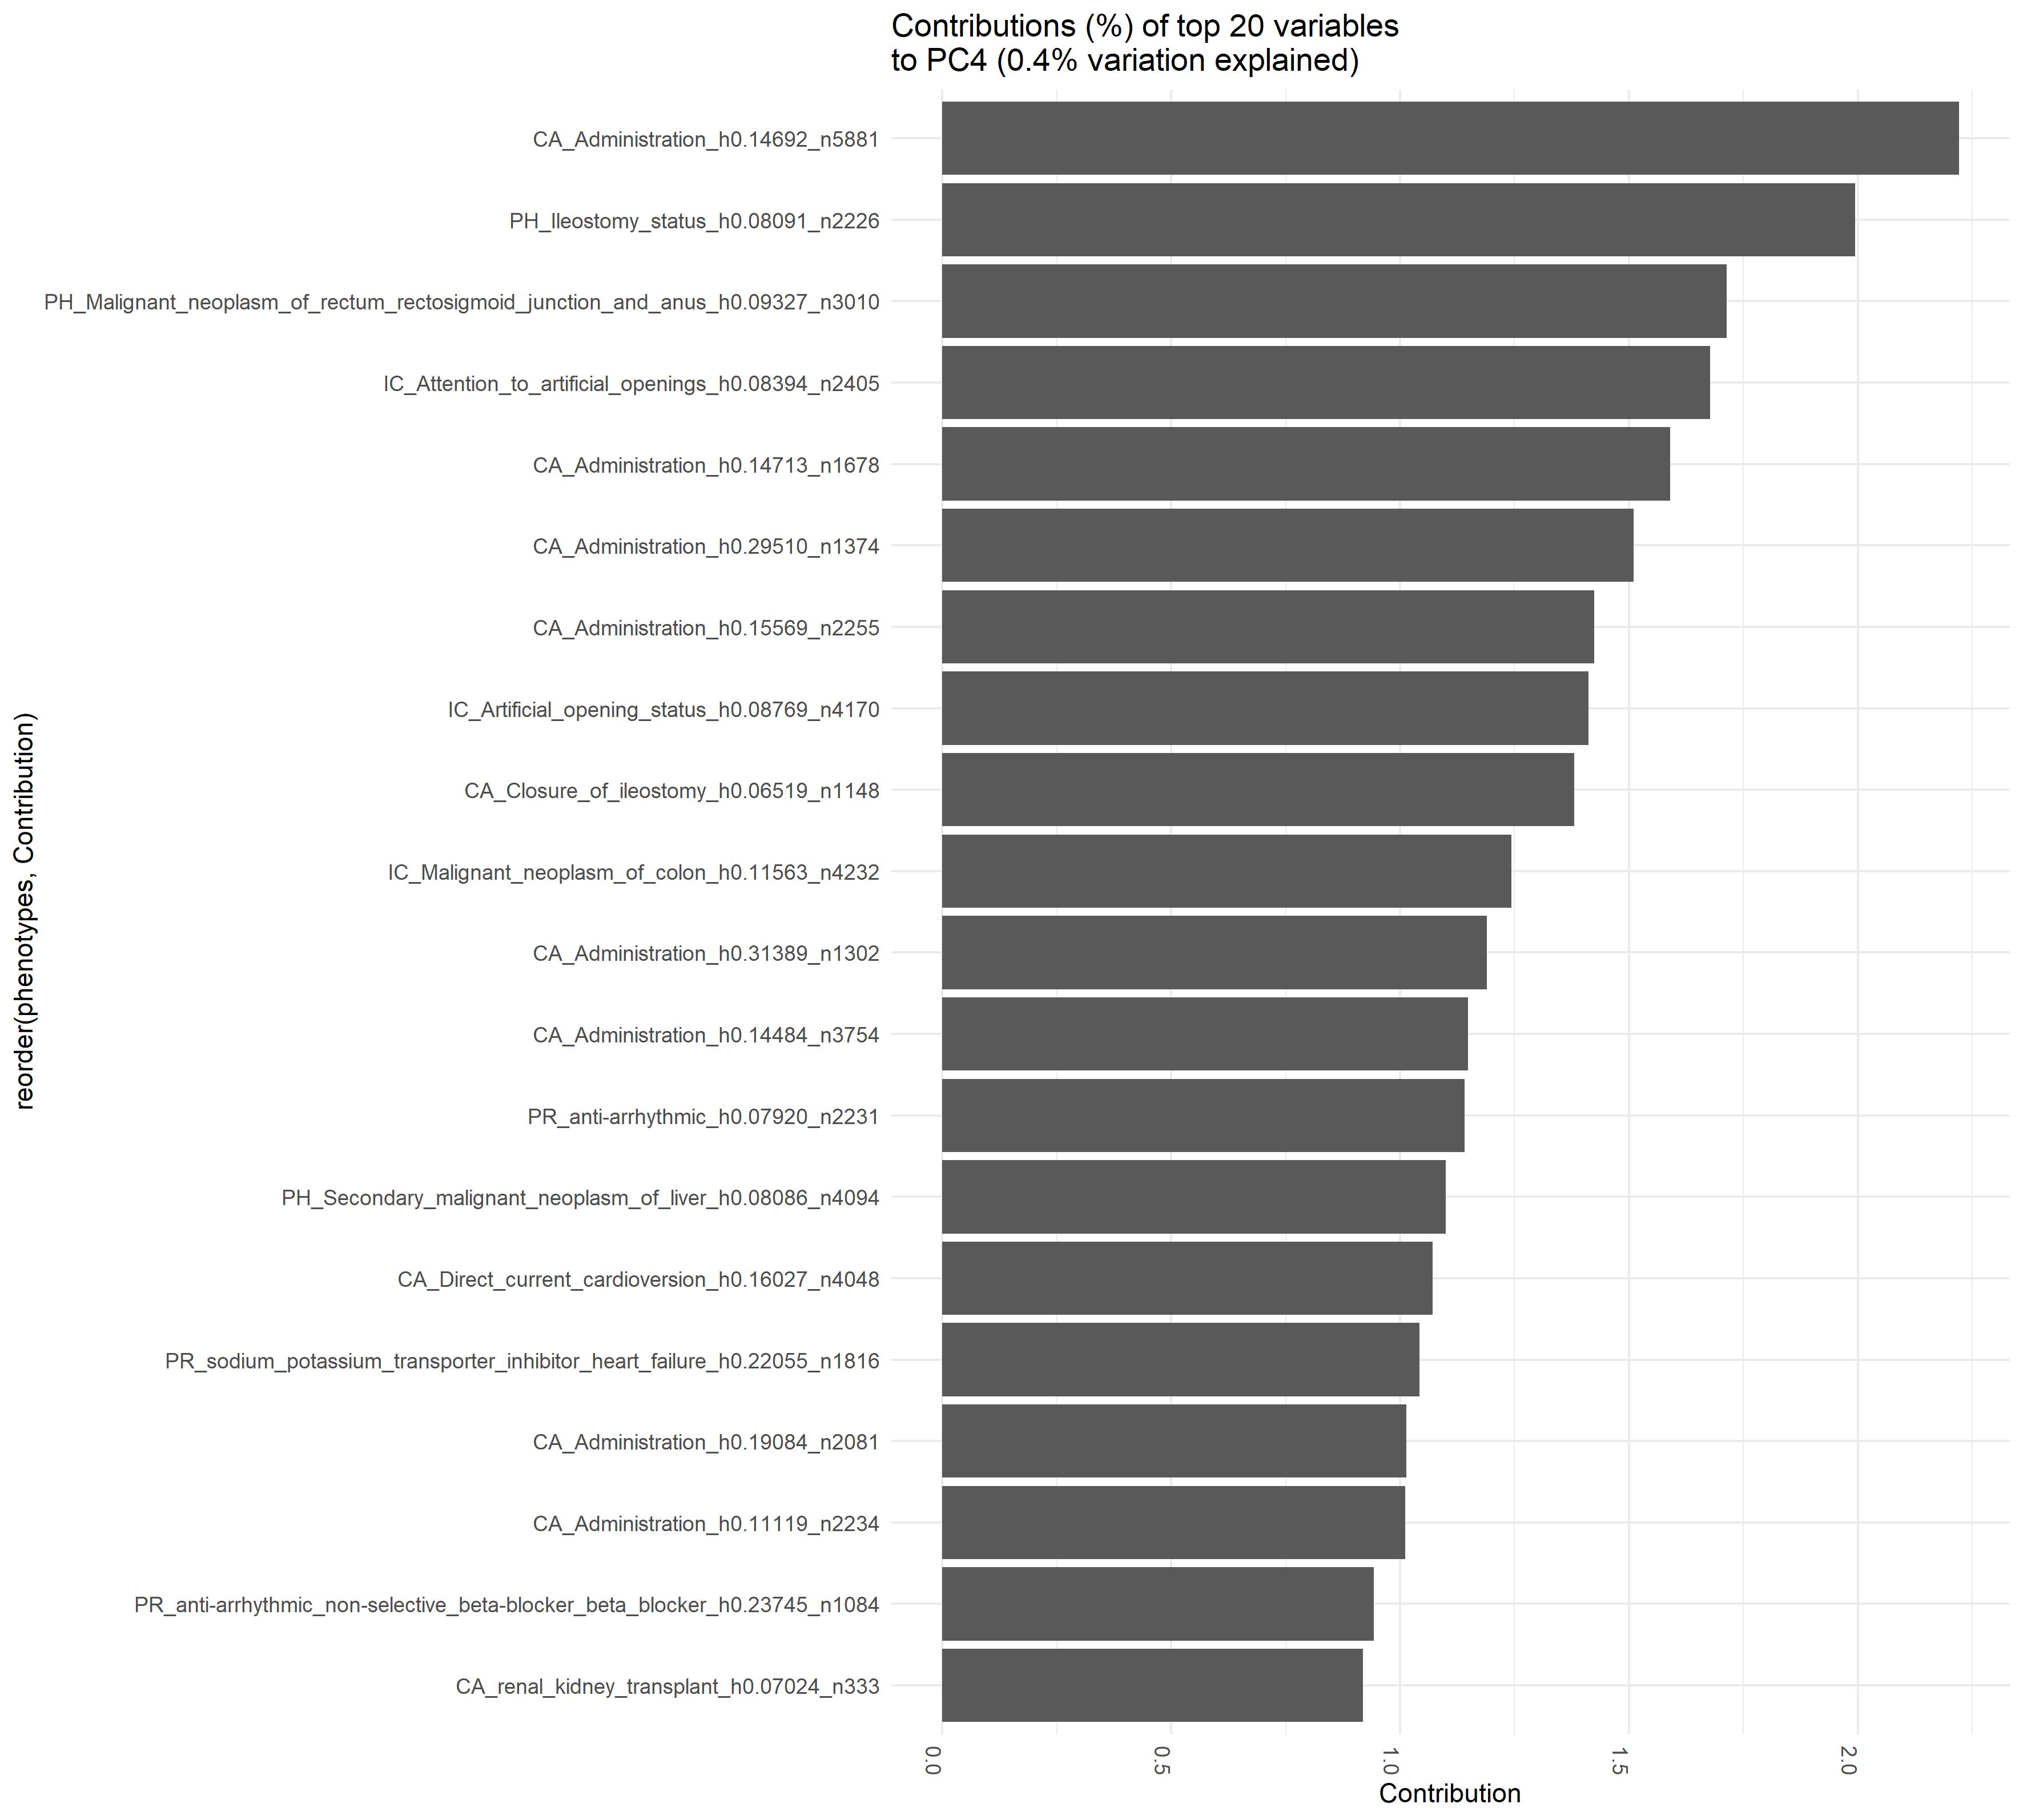 Contributions (%) of top 20 variables
to PC4 (0.4% variation explained)
CA_Administration_h0.14692_n5881
PH_Ileostomy_status_h0.08091_n2226
PH_Malignant_neoplasm_of_rectum_rectosigmoid_junction_and_anus_h0.09327_n3010
IC_Attention_to_artificial_openings_h0.08394_n2405
CA_Administration_h0.14713_n1678
CA_Administration_h0.29510_n1374
CA_Administration_h0.15569_n2255
IC_Artificial_opening_status_h0.08769_n4170
CA_Closure_of_ileostomy_h0.06519_n1148
IC_Malignant_neoplasm_of_colon_h0.11563_n4232
CA_Administration_h0.31389_n1302
CA_Administration_h0.14484_n3754
PR_anti-arrhythmic_h0.07920_n2231
PH_Secondary_malignant_neoplasm_of_liver_h0.08086_n4094
CA_Direct_current_cardioversion_h0.16027_n4048
PR_sodium_potassium_transporter_inhibitor_heart_failure_h0.22055_n1816
CA_Administration_h0.19084_n2081
CA_Administration_h0.11119_n2234
PR_anti-arrhythmic_non-selective_beta-blocker_beta_blocker_h0.23745_n1084
CA_renal_kidney_transplant_h0.07024_n333
reorder(phenotypes, Contribution)
0.0
0.5
1.0
1.5
2.0
Contribution